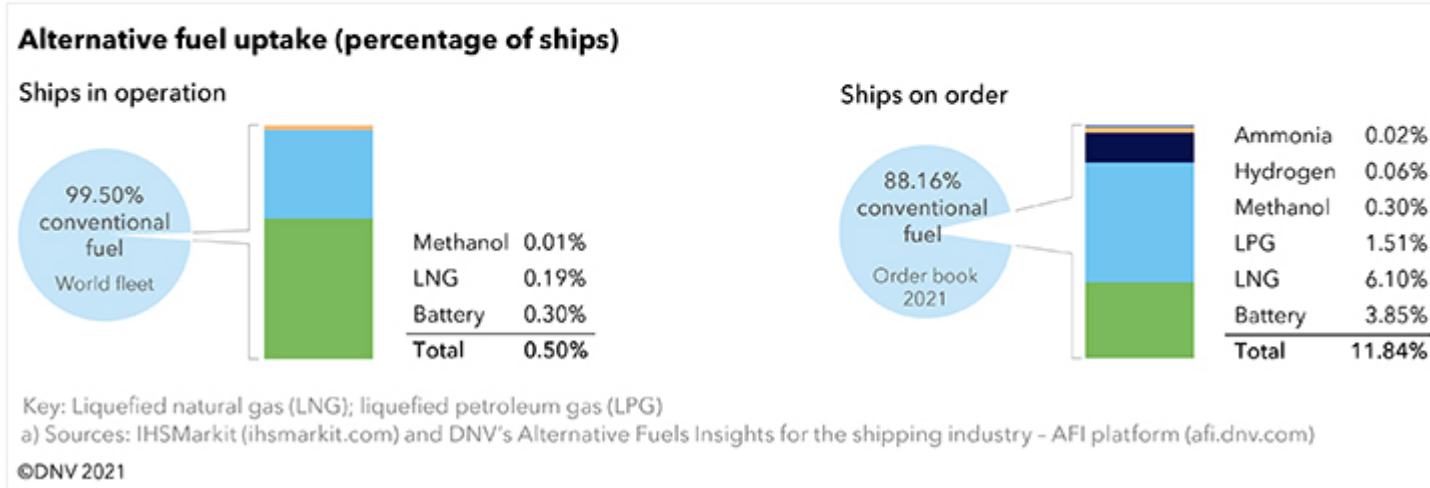 Alternative fuel uptake (percentage of ships)
Ships in operation
99.50%
conventional
fuel
World fleet
Methanol 0.01%
LNG 0.19%
Battery 0.30%
Total 0.50%
Ships on order
88.16%
conventional
fuel
Order book
2021
Ammonia 0.02%
Hydrogen 0.06%
Methanol 0.30%
LPG 1.51%
LNG 6.10%
Battery 3.85%
Total 11.84%
Key: Liquefied natural gas (LNG); liquefied petroleum gas (LPG)
a) Sources: IHSMarkit (ihsmarkit.com) and DNV's Alternative Fuels Insights for the shipping industry – AFI platform (afi.dnv.com)
©DNV 2021